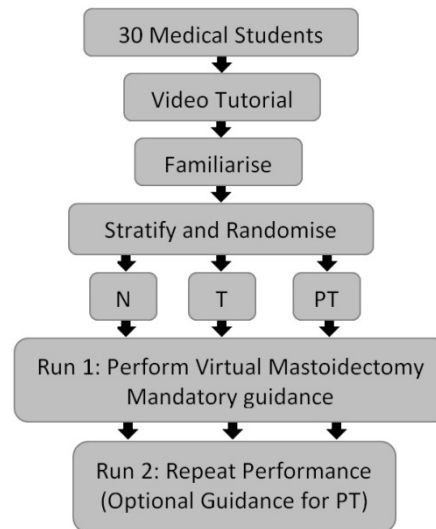 30 Medical Students
Video Tutorial
Familiarise
Stratify and Randomise
N T PT
Run 1: Perform Virtual Mastoidectomy
Mandatory guidance
Run 2: Repeat Performance
(Optional Guidance for PT)